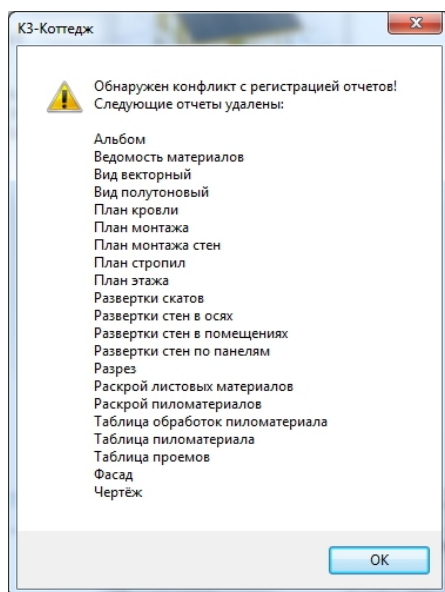 К3-Коттедж
Обнаружен конфликт с регистрацией отчетов!
Следующие отчеты удалены:
Альбом
Ведомость материалов
Вид векторный
Вид полутоновый
План кровли
План монтажа
План монтажа стен
План стропил
План этажа
Развертки скатов
Развертки стен в осях
Развертки стен в помещениях
Развертки стен по панелям
Разрез
Раскрой листовых материалов
Раскрой пиломатериалов
Таблица обработок пиломатериала
Таблица пиломатериала
Таблица проемов
Фасад
Чертёж
OK